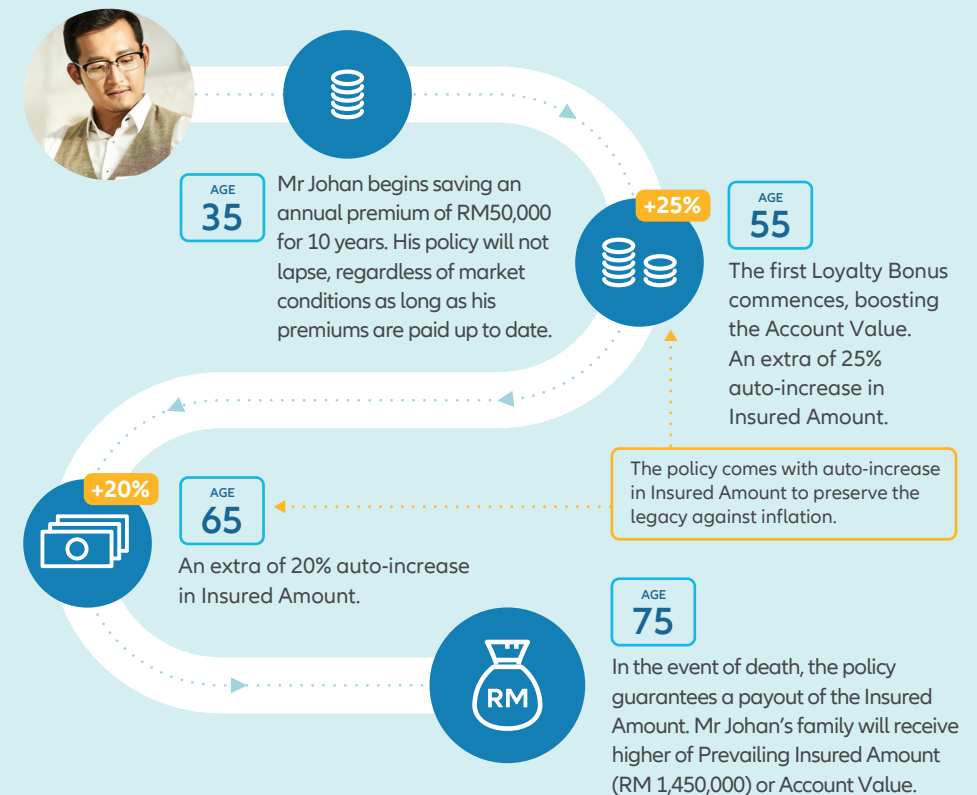 AGE
35
Mr Johan begins saving an
annual premium of RM50,000
for 10 years. His policy will not
lapse, regardless of market
conditions as long as his
premiums are paid up to date.
+25%
AGE
55
The first Loyalty Bonus
commences, boosting
the Account Value.
An extra of 25%
auto-increase in
Insured Amount.
The policy comes with auto-increase
in Insured Amount to preserve the
legacy against inflation.
+20%
AGE
65
An extra of 20% auto-increase
in Insured Amount.
RM
AGE
75
In the event of death, the policy
guarantees a payout of the Insured
Amount. Mr Johan’s family will receive
higher of Prevailing Insured Amount
(RM 1,450,000) or Account Value.